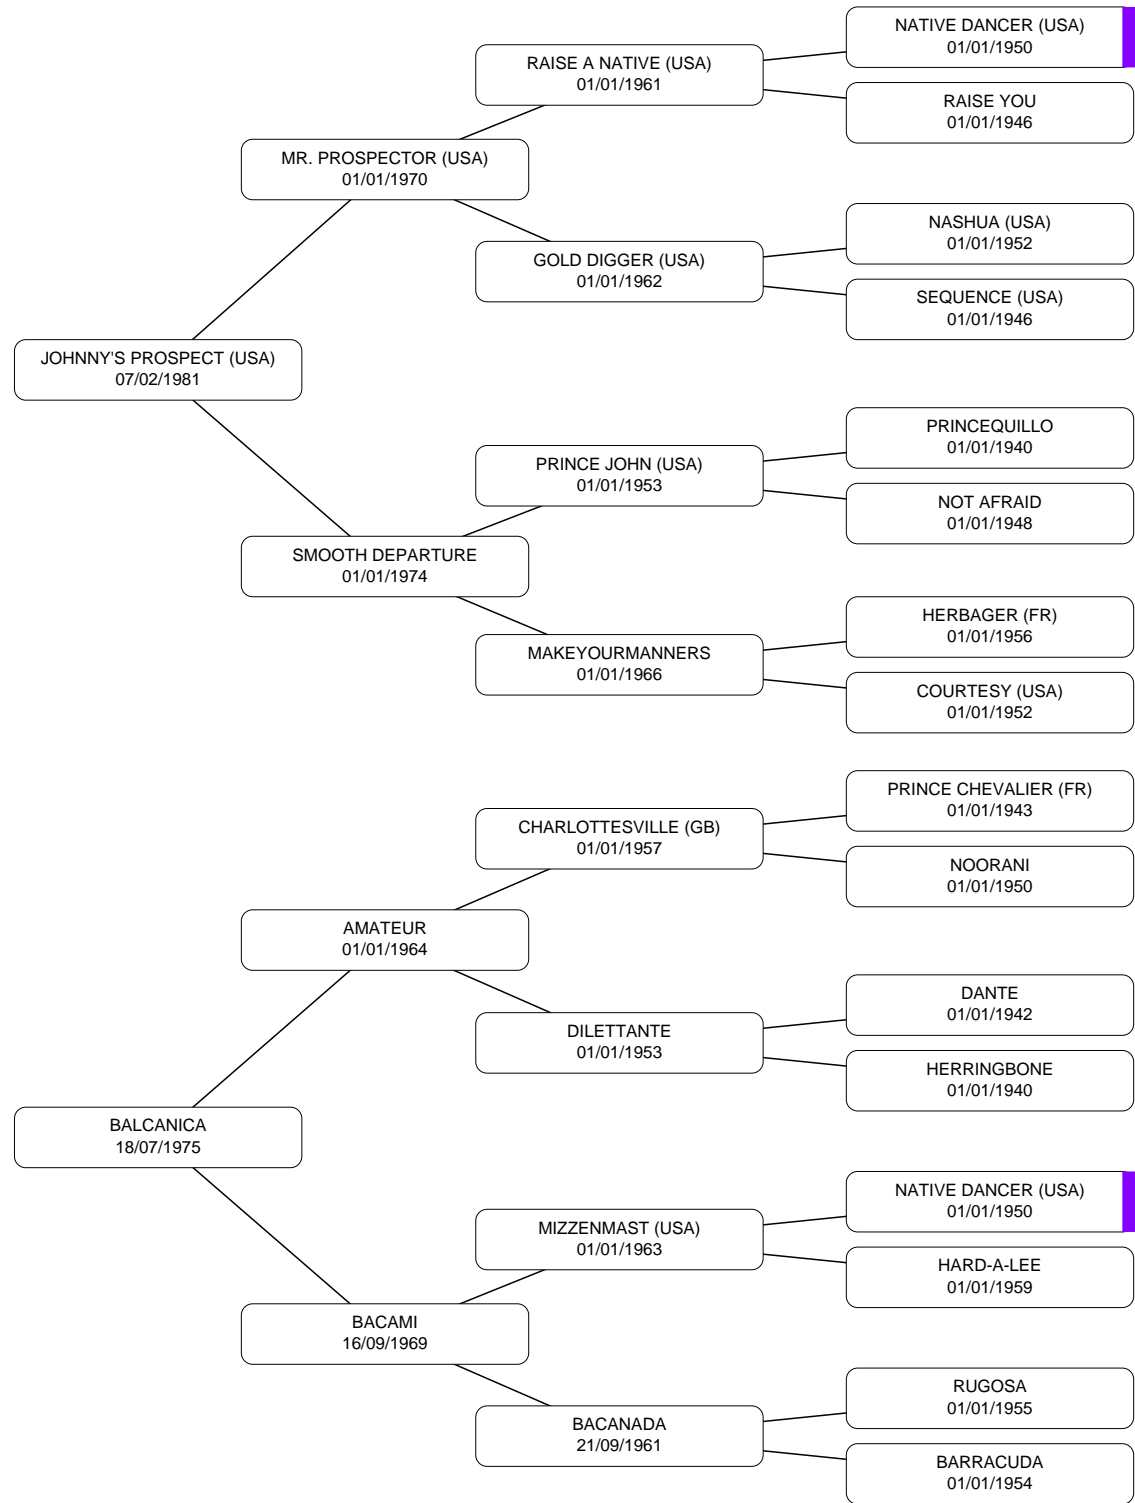 NATIVE DANCER (USA)
01/01/1950
RAISE A NATIVE (USA)
01/01/1961
RAISE YOU
01/01/1946
MR. PROSPECTOR (USA)
01/01/1970
NASHUA (USA)
01/01/1952
GOLD DIGGER (USA)
01/01/1962
SEQUENCE (USA)
01/01/1946
JOHNNY'S PROSPECT (USA)
07/02/1981
PRINCEQUILLO
01/01/1940
PRINCE JOHN (USA)
01/01/1953
NOT AFRAID
01/01/1948
SMOOTH DEPARTURE
01/01/1974
HERBAGER (FR)
01/01/1956
MAKEYOURMANNERS
01/01/1966
COURTESY (USA)
01/01/1952
PRINCE CHEVALIER (FR)
01/01/1943
CHARLOTTESVILLE (GB)
01/01/1957
NOORANI
01/01/1950
AMATEUR
01/01/1964
DANTE
01/01/1942
DILETTANTE
01/01/1953
HERRINGBONE
01/01/1940
BALCANICA
18/07/1975
NATIVE DANCER (USA)
01/01/1950
MIZZENMAST (USA)
01/01/1963
HARD-A-LEE
01/01/1959
BACAMI
16/09/1969
RUGOSA
01/01/1955
BACANADA
21/09/1961
BARRACUDA
01/01/1954